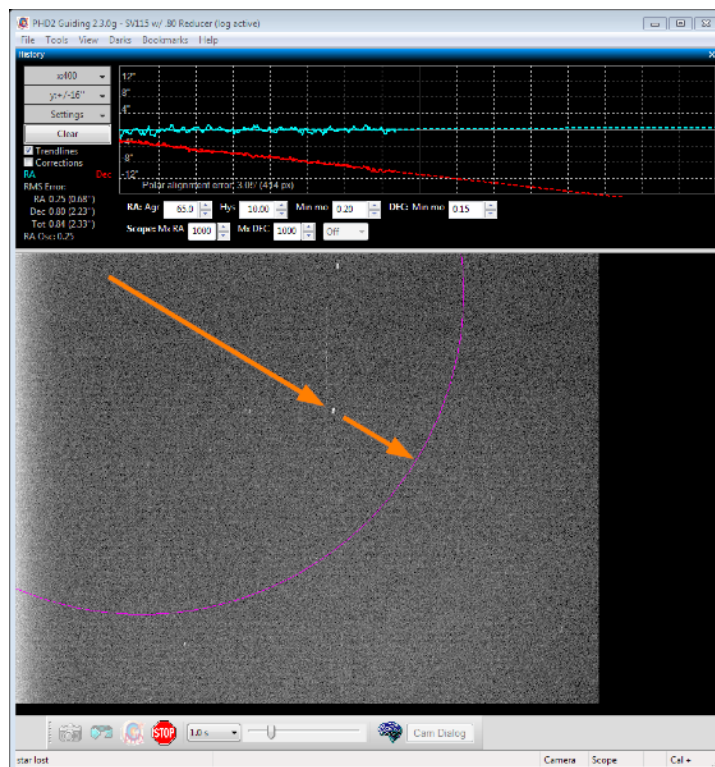 PHD2 Guiding 2.3.0g - SV115 w/ .80 Reducer (log active)
File Tools View Darks Bookmarks Help
History
x:400
y:+/-16"
Settings
Clear
Trendlines
Corrections
RA Dec
RMS Error:
RA 0.25 (0.68")
Dec 0.80 (2.23")
Tot 0.84 (2.33")
RA Osc: 0.25
12"
8"
4"
-4"
-8"
-12"
Polar alignment error: 3.09' (414 px)
RA: Agr 65.0 Hys 10.00 Min mo 0.20 DEC: Min mo 0.15
Scope: Mx RA 1000 Mx DEC 1000 Off
STOP 1.0 s Cam Dialog
star lost Camera Scope Cal +